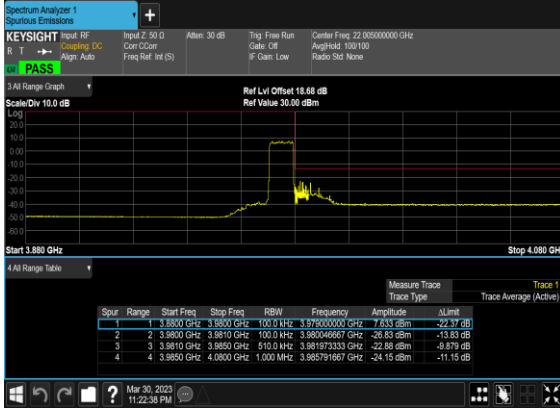 Spectrum Analyzer 1
Spurious Emissions
+
KEYSIGHT Input: RF Input Z: 50 Ω Atten: 30 dB Trig: Free Run Center Freq: 22.005000000 GHz
R T Coupling: DC Corr CCorr Gate: Off Avg|Hold: 100/100
Align: Auto Freq Ref: Int (S) IF Gain: Low Radio Std: None
PASS
3 All Range Graph
Ref Lvl Offset 18.68 dB
Scale/Div 10.0 dB Ref Value 30.00 dBm
Log
20.0
10.0
0.00
-10.0
-20.0
-30.0
-40.0
-50.0
-60.0
Start 3.880 GHz Stop 4.080 GH
4 All Range Table
Measure Trace Trace 1
Trace Type Trace Average (Active)
Spur Range Start Freq Stop Freq RBW Frequency Amplitude ΔLimit
1 1 3.8800 GHz 3.9800 GHz 100.0 kHz 3.979000000 GHz 7.633 dBm -22.37 dB
2 2 3.9800 GHz 3.9810 GHz 100.0 kHz 3.980046667 GHz -26.83 dBm -13.83 dB
3 3 3.9810 GHz 3.9850 GHz 510.0 kHz 3.981973333 GHz -22.88 dBm -9.879 dB
4 4 3.9850 GHz 4.0800 GHz 1.000 MHz 3.985791667 GHz -24.15 dBm -11.15 dB
?
Mar 30, 2023
11:22:38 PM